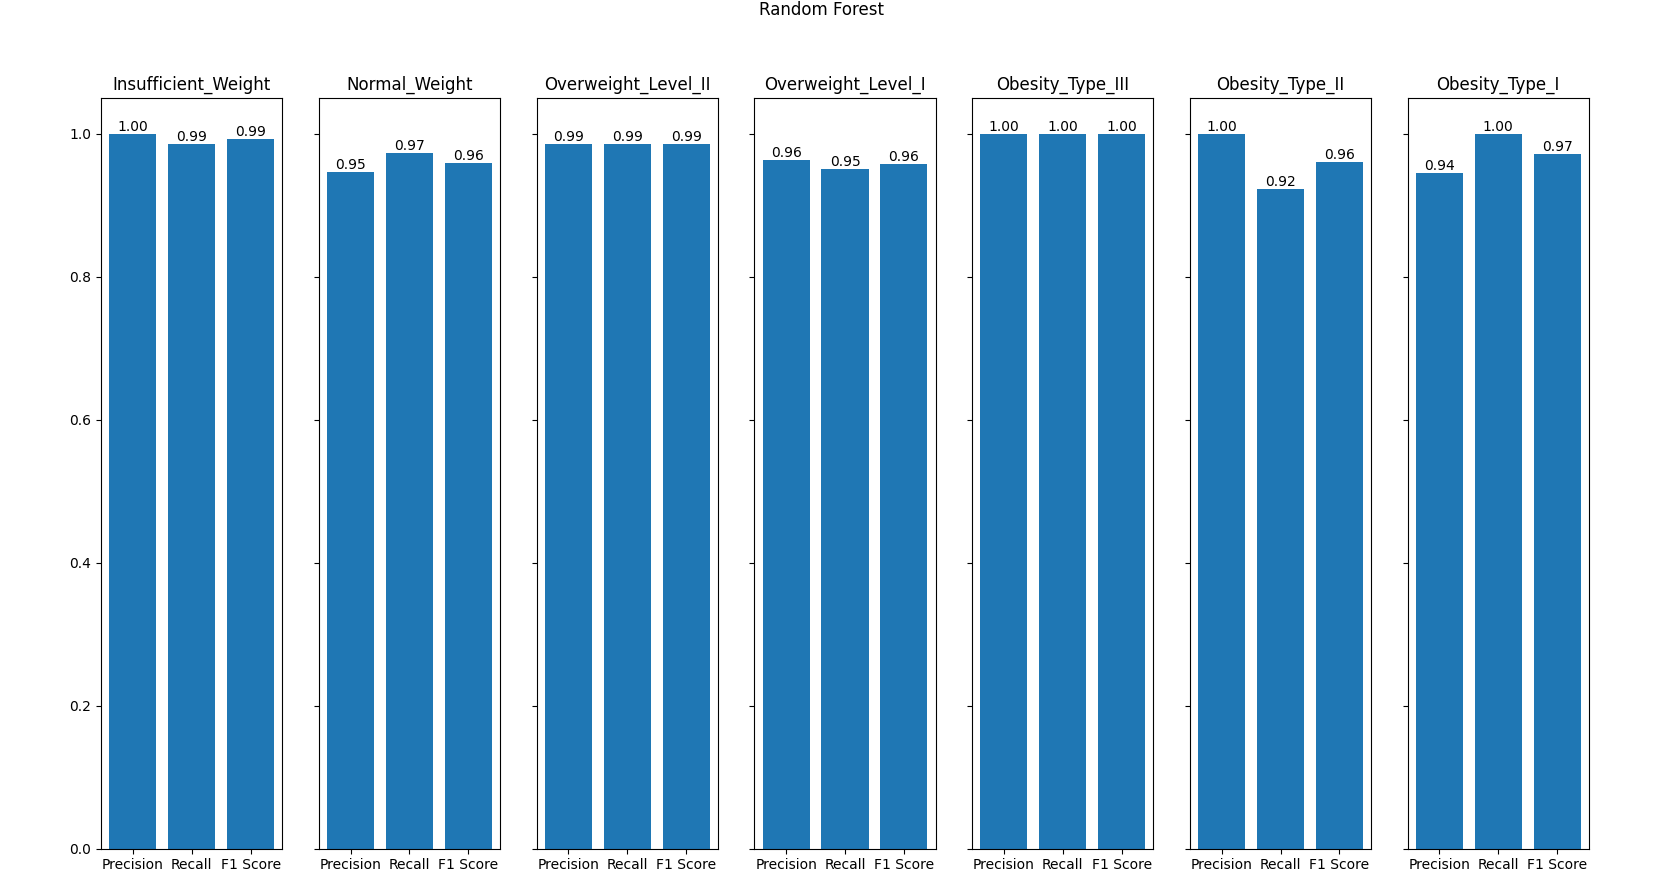 Random Forest
Insufficient_Weight Normal_Weight Overweight_Level_II Overweight_Level_I Obesity_Type_III Obesity_Type_II Obesity_Type_I
1.00 0.99 0.99 0.95 0.97 0.96 0.99 0.99 0.99 0.96 0.95 0.96 1.00 1.00 1.00 1.00 0.92 0.96 0.94 1.00 0.97
1.0
0.8
0.6
0.4
0.2
0.0
Precision Recall F1 Score Precision Recall F1 Score Precision Recall F1 Score Precision Recall F1 Score Precision Recall F1 Score Precision Recall F1 Score Precision Recall F1 Score